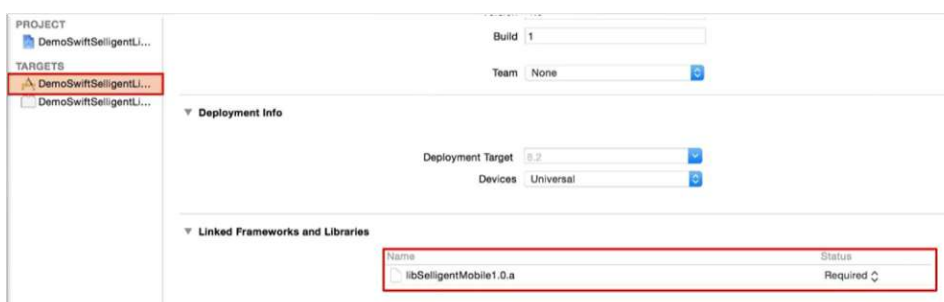 PROJECT
DemoSwiftSelligentLi...
TARGETS
DemoSwiftSelligentLi...
DemoSwiftSelligentLi...
Build 1
Team None
Deployment Info
Deployment Target 8.2
Devices Universal
Linked Frameworks and Libraries
Name Status
libSelligentMobile1.0.a Required